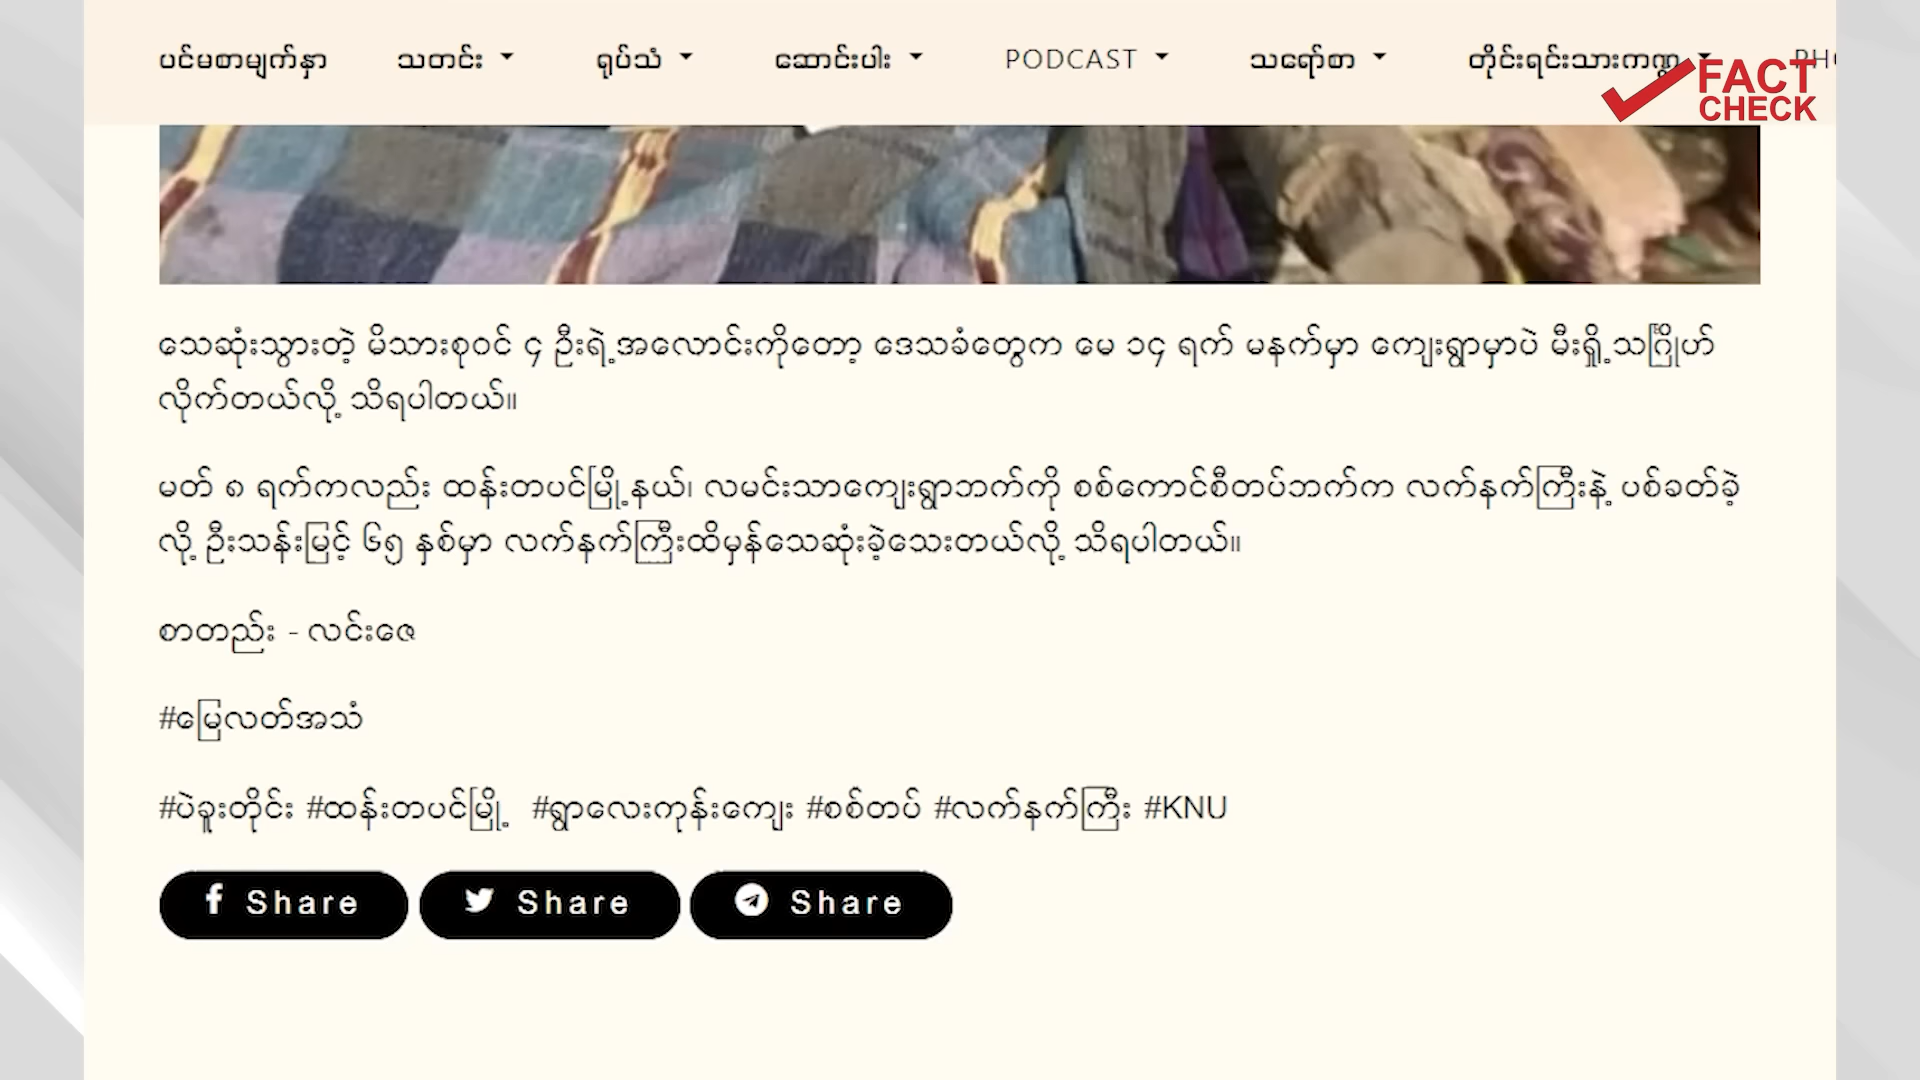 ပင်မစာမျက်နှာ သတင်း ရုပ်သံ ဆောင်းပါး PODCAST သရော်စာ တိုင်းရင်းသားကဏ္ဍ
FACT
CHECK
သေဆုံးသွားတဲ့ မိသားစုဝင် ၄ ဦးရဲ့အလောင်းကိုတော့ ဒေသခံတွေက မေ ၁၄ ရက် မနက်မှာ ကျေးရွာမှာပဲ မီးရှို့သင်္ဂြိုဟ်
လိုက်တယ်လို့ သိရပါတယ်။
မတ် ၈ ရက်ကလည်း ထန်းတပင်မြို့နယ်၊ လမင်းသာကျေးရွာဘက်ကို စစ်ကောင်စီတပ်ဘက်က လက်နက်ကြီးနဲ့ ပစ်ခတ်ခဲ့
လို့ ဦးသန်းမြင့် ၆၅ နှစ်မှာ လက်နက်ကြီးထိမှန်သေဆုံးခဲ့သေးတယ်လို့ သိရပါတယ်။
စာတည်း - လင်းဇေ
#မြေလတ်အသံ
#ပဲခူးတိုင်း #ထန်းတပင်မြို့ #ရွာလေးကုန်းကျေး #စစ်တပ် #လက်နက်ကြီး #KNU
Share Share Share